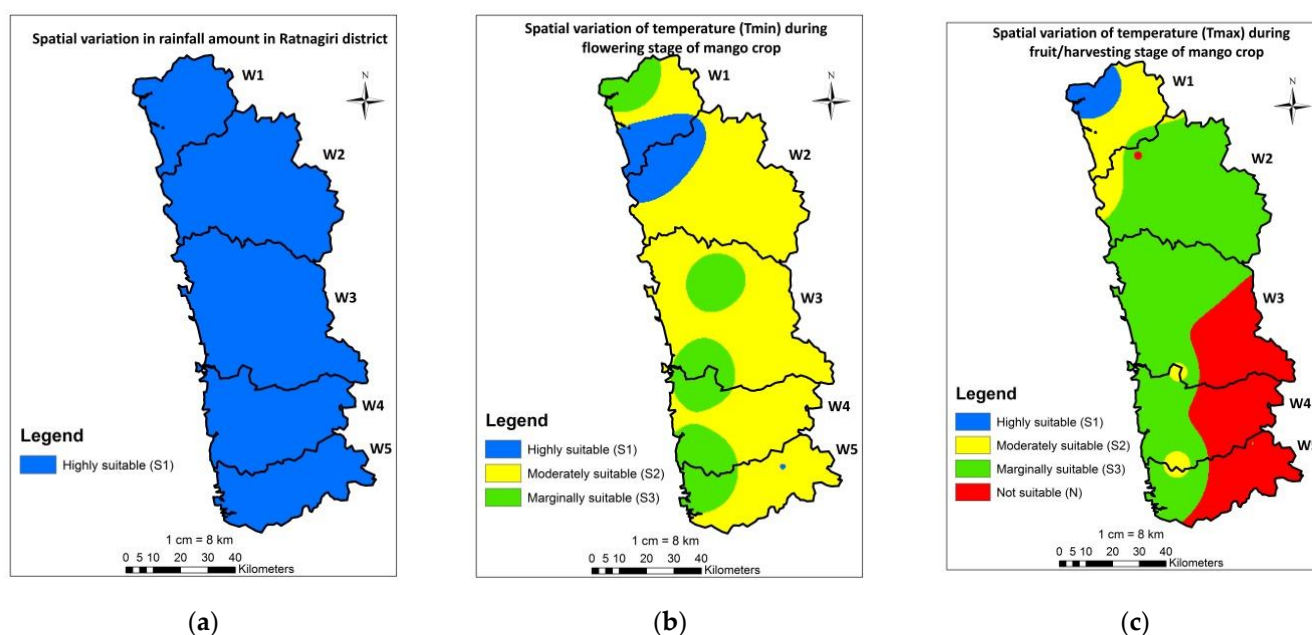 Spatial variation in rainfall amount in Ratnagiri district
N
W1
W2
W3
W4
W5
Legend
Highly suitable (S1)
1 cm = 8 km
0 5 10 20 30 40
Kilometers
(a)
Spatial variation of temperature (Tmin) during
flowering stage of mango crop
N
W1
W2
W3
W4
W5
Legend
Highly suitable (S1)
Moderately suitable (S2)
Marginally suitable (S3)
1 cm = 8 km
0 5 10 20 30 40
Kilometers
(b)
Spatial variation of temperature (Tmax) during
fruit/harvesting stage of mango crop
N
W1
W2
W3
W4
Legend
Highly suitable (S1)
Moderately suitable (S2)
Marginally suitable (S3)
Not suitable (N)
1 cm = 8 km
0 5 10 20 30 40
Kilometers
(c)